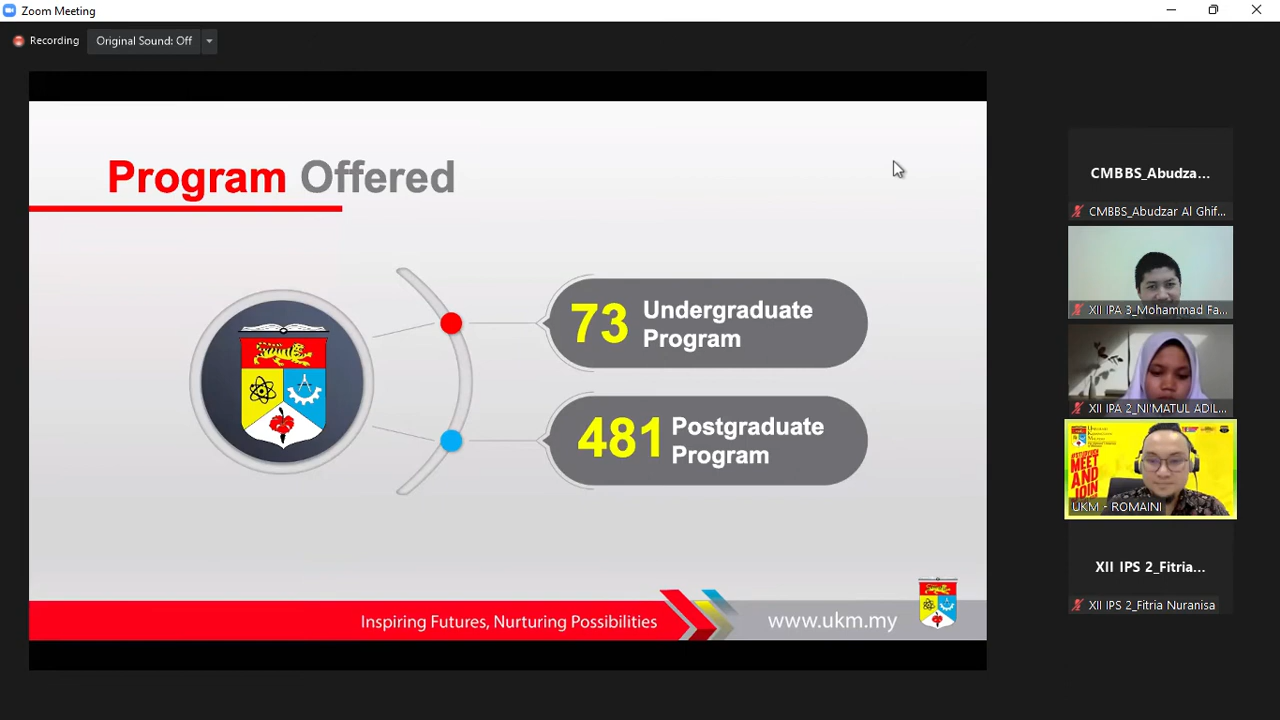 Zoom Meeting
Recording
Original Sound: Off
Program Offered
73 Undergraduate
Program
481 Postgraduate
Program
Inspiring Futures, Nurturing Possibilities
www.ukm.my
CMBBS_Abudza...
CMBBS_Abudzar Al Ghif...
XII IPA 3_Mohammad Fa...
XII IPA 2_NI'MATUL ADIL...
MEET
AND
JOIN
UKM - ROMAINI
XII IPS 2_Fitria...
XII IPS 2_Fitria Nuranisa